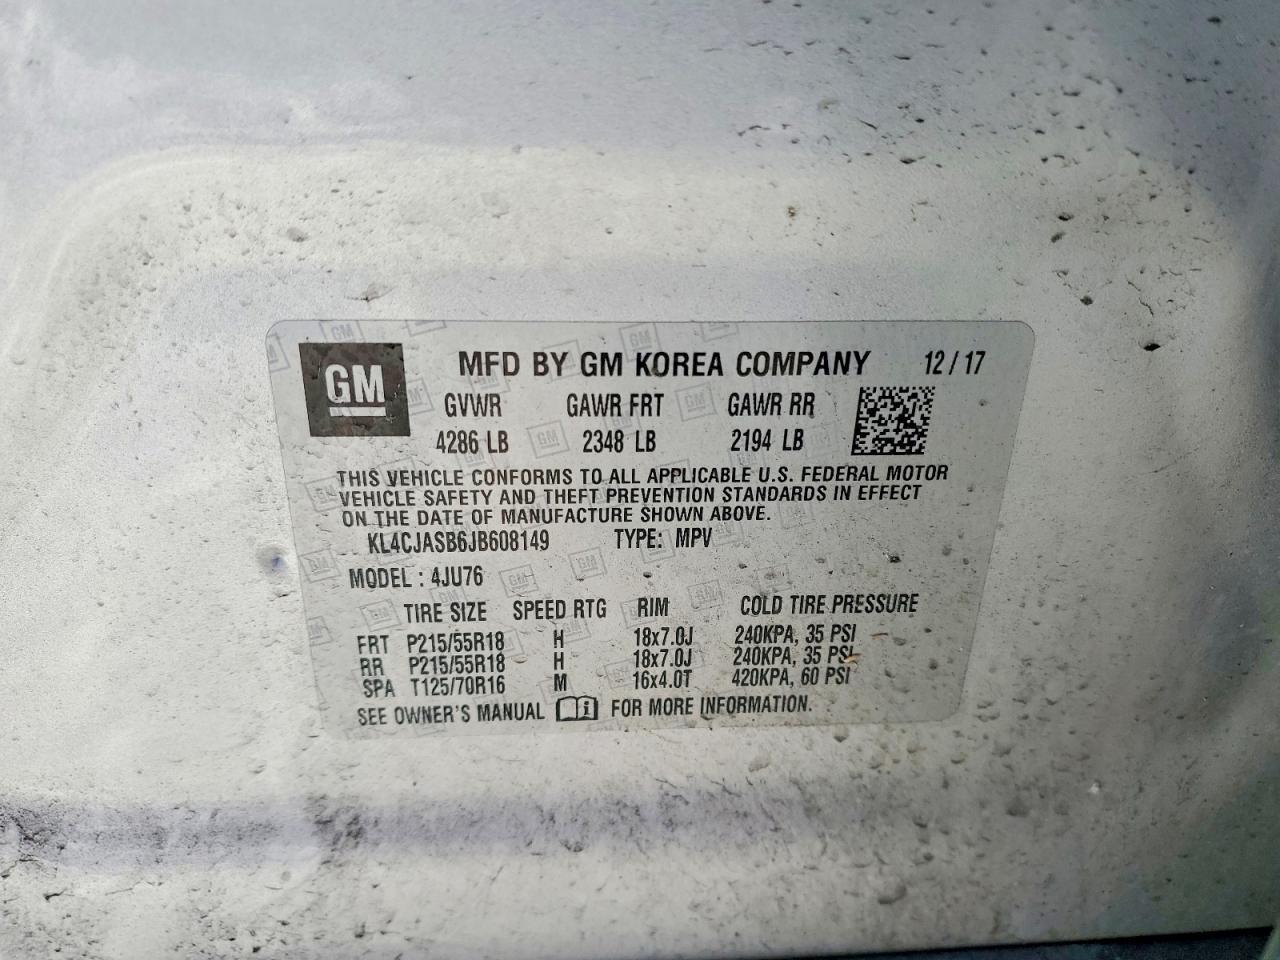 GM MFD BY GM KOREA COMPANY 12/17
GVWR GAWR FRT GAWR RR
4286 LB 2348 LB 2194 LB
THIS VEHICLE CONFORMS TO ALL APPLICABLE U.S. FEDERAL MOTOR
VEHICLE SAFETY AND THEFT PREVENTION STANDARDS IN EFFECT
ON THE DATE OF MANUFACTURE SHOWN ABOVE.
KL4CJASB6JB608149 TYPE: MPV
MODEL : 4JU76
TIRE SIZE SPEED RTG RIM COLD TIRE PRESSURE
FRT P215/55R18 H 18x7.0J 240KPA, 35 PSI
RR P215/55R18 H 18x7.0J 240KPA, 35 PSI
SPA T125/70R16 M 16x4.0T 420KPA, 60 PSI
SEE OWNER'S MANUAL i FOR MORE INFORMATION.